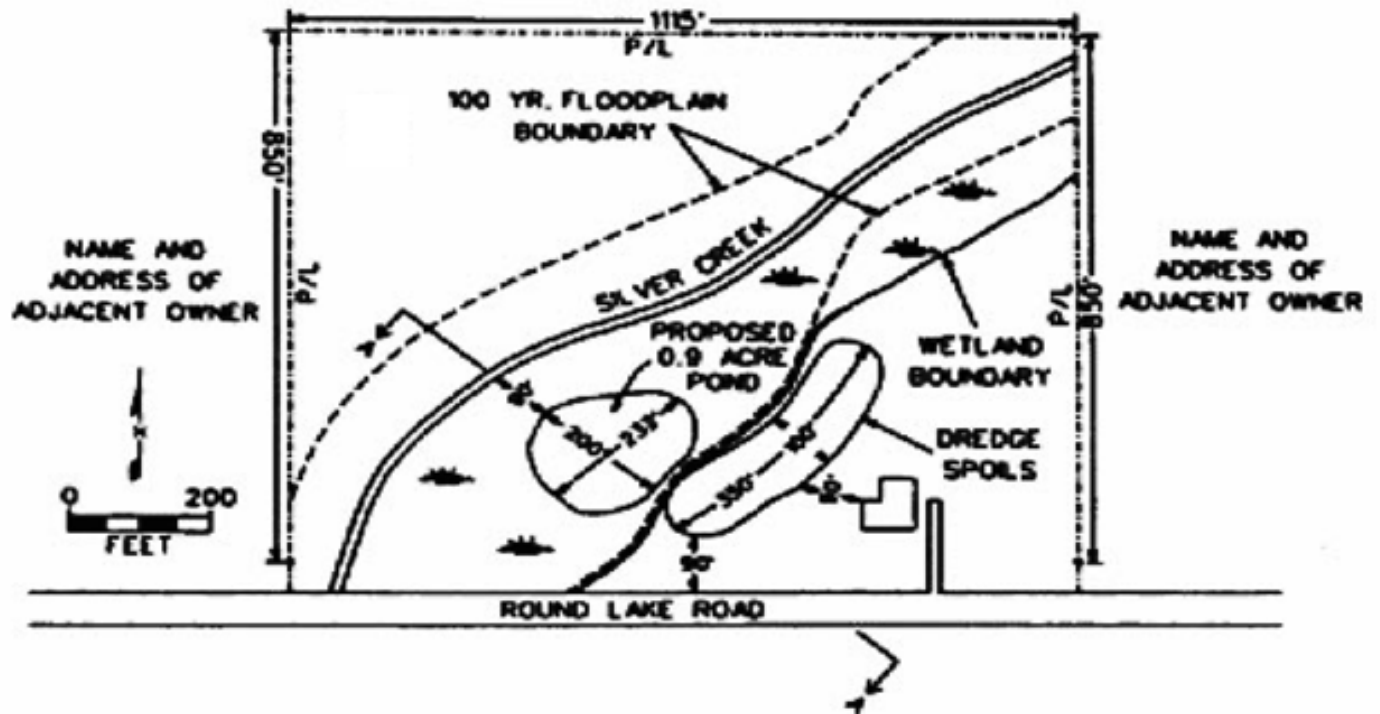 1115'
P/L
850'
100 YR. FLOODPLAIN
BOUNDARY
NAME AND
ADDRESS OF
ADJACENT OWNER
P/L
SILVER CREEK
A
PROPOSED
0.9 ACRE
POND
200'
233'
WETLAND
BOUNDARY
P/L
850'
NAME AND
ADDRESS OF
ADJACENT OWNER
DREDGE
SPOILS
100'
350'
90'
N
0 200
FEET
ROUND LAKE ROAD
A